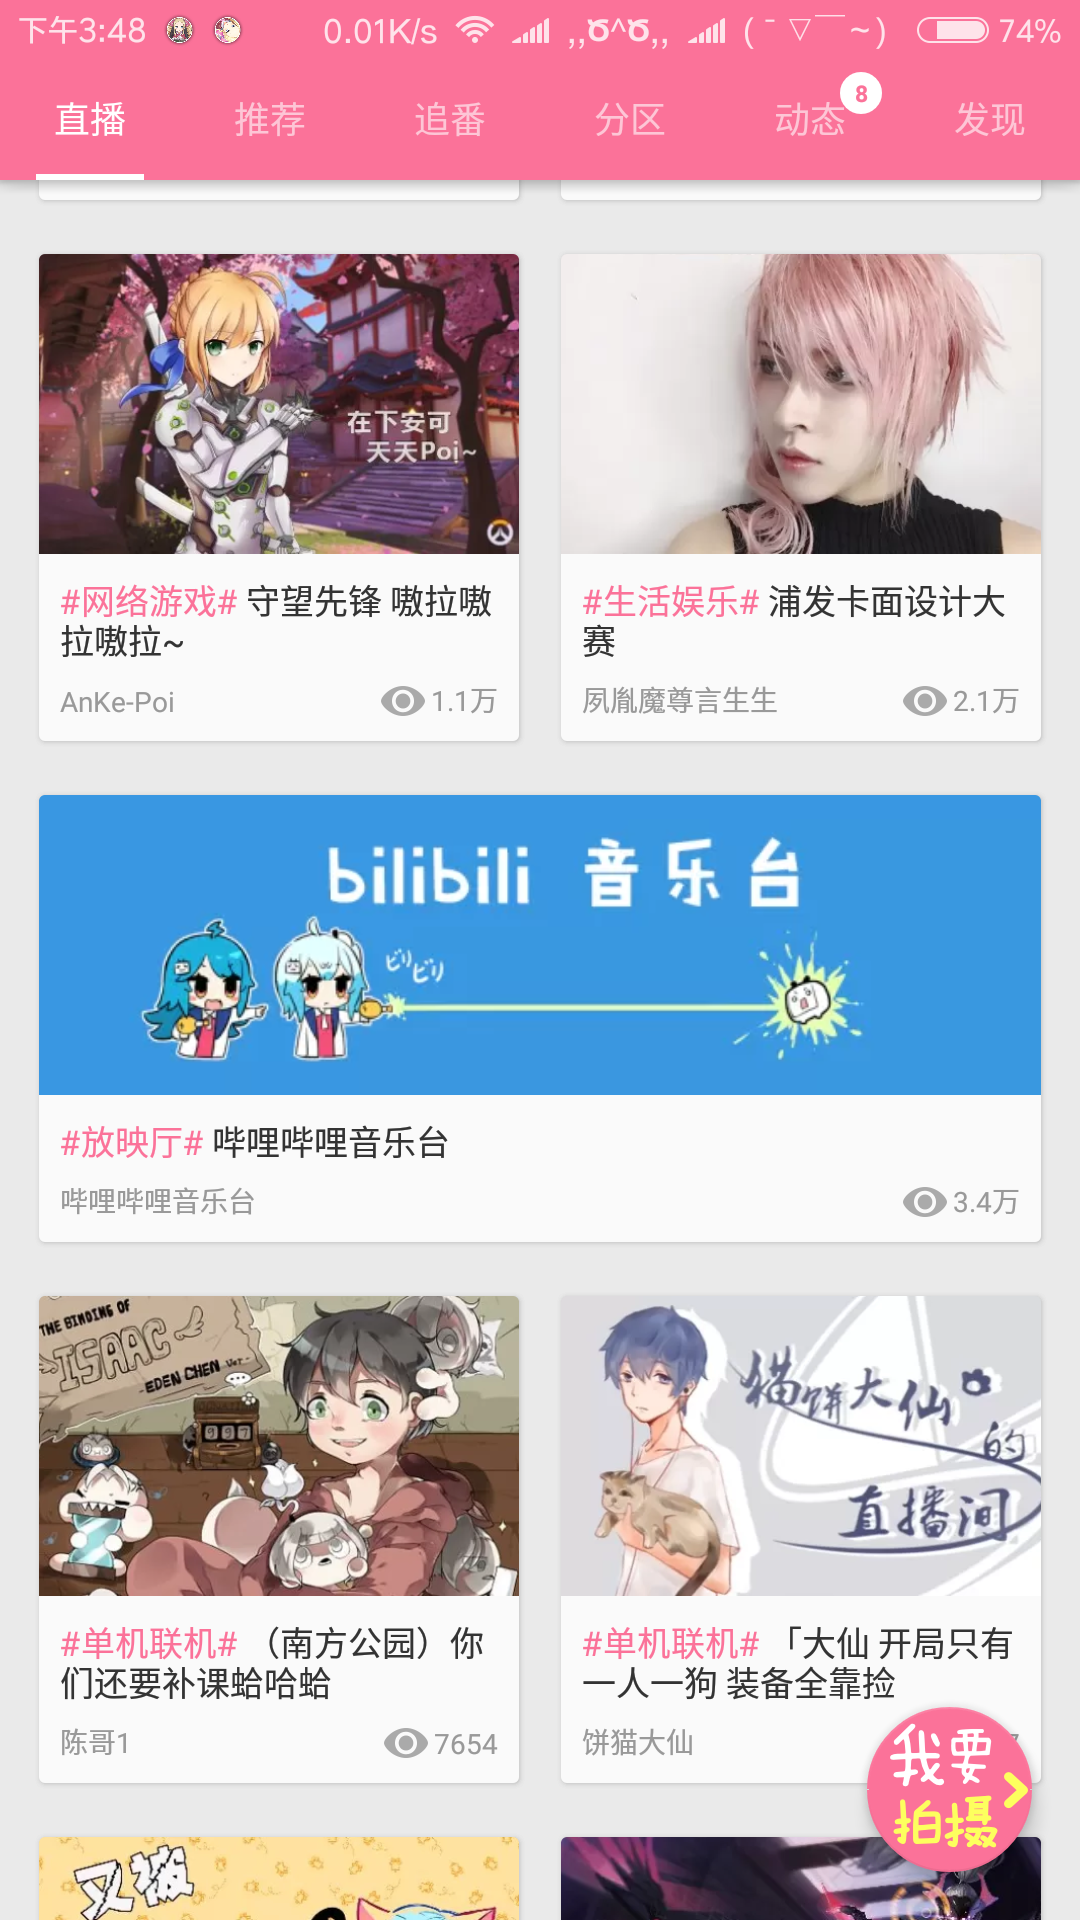 下午3:48 0.01K/s ,,Ծ^Ծ,, (¯▽¯~) 74%
直播 推荐 追番 分区 动态 8 发现
在下安可
天天Poi~
#网络游戏# 守望先锋 嗷拉嗷
拉嗷拉~
AnKe-Poi 1.1万
#生活娱乐# 浦发卡面设计大
赛
夙胤魔尊言生生 2.1万
bilibili 音乐台
ビリビリ
#放映厅# 哔哩哔哩音乐台
哔哩哔哩音乐台 3.4万
THE BINDING OF
ISAAC
-EDEN CHEN Ver-
997
#单机联机# （南方公园）你
们还要补课蛤哈蛤
陈哥1 7654
猫饼大仙
的
直播间
#单机联机# 「大仙 开局只有
一人一狗 装备全靠捡
饼猫大仙
我要
拍摄
又被